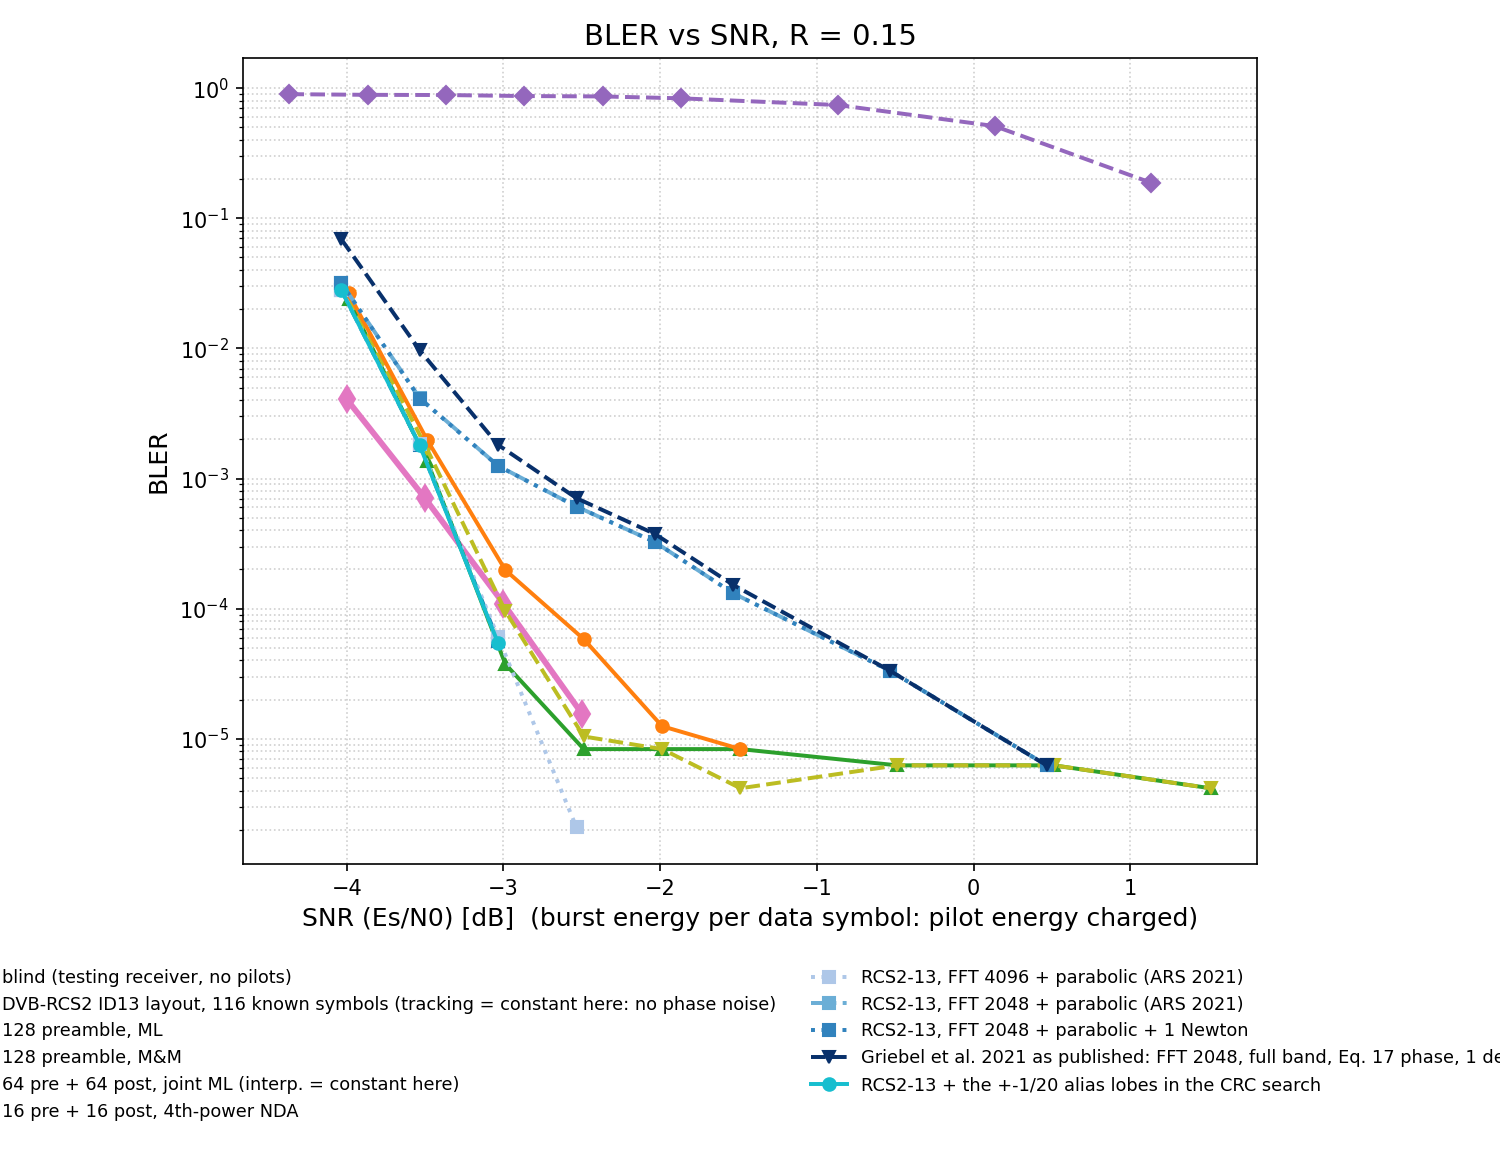 BLER vs SNR, R = 0.15
10⁰
10⁻¹
10⁻²
10⁻³
10⁻⁴
10⁻⁵
BLER
−4 −3 −2 −1 0 1
SNR (Es/N0) [dB]  (burst energy per data symbol: pilot energy charged)
blind (testing receiver, no pilots)
DVB-RCS2 ID13 layout, 116 known symbols (tracking = constant here: no phase noise)
128 preamble, ML
128 preamble, M&M
64 pre + 64 post, joint ML (interp. = constant here)
16 pre + 16 post, 4th-power NDA
RCS2-13, FFT 4096 + parabolic (ARS 2021)
RCS2-13, FFT 2048 + parabolic (ARS 2021)
RCS2-13, FFT 2048 + parabolic + 1 Newton
Griebel et al. 2021 as published: FFT 2048, full band, Eq. 17 phase, 1
RCS2-13 + the +-1/20 alias lobes in the CRC search